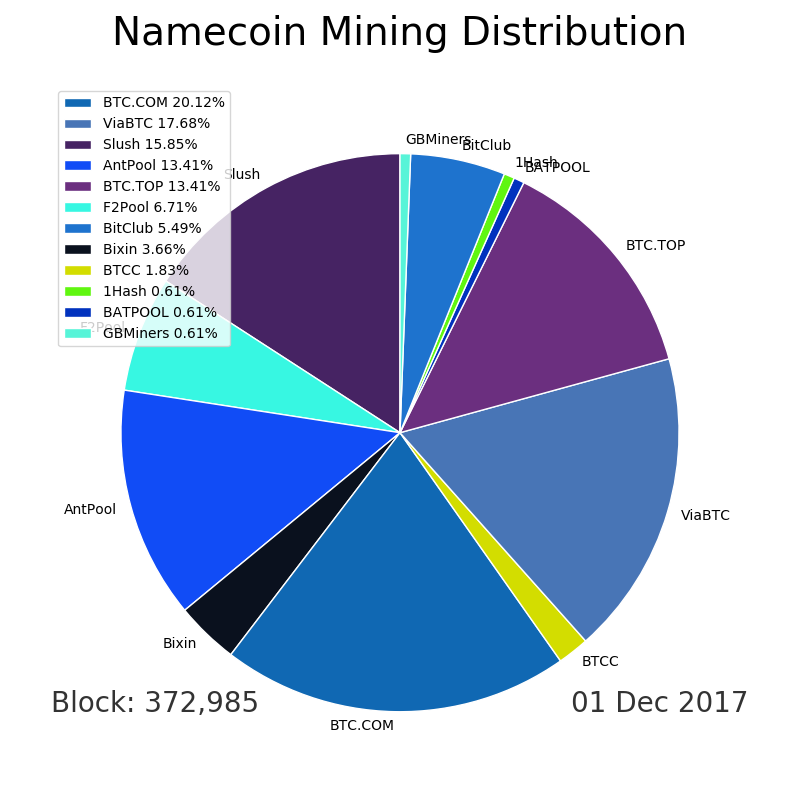 Namecoin Mining Distribution
BTC.COM 20.12%
ViaBTC 17.68%
Slush 15.85%
AntPool 13.41%
BTC.TOP 13.41%
F2Pool 6.71%
BitClub 5.49%
Bixin 3.66%
BTCC 1.83%
1Hash 0.61%
BATPOOL 0.61%
GBMiners 0.61%
GBMiners
BitClub
1Hash
BATPOOL
Slush
BTC.TOP
F2Pool
AntPool
ViaBTC
Bixin
BTCC
Block: 372,985
01 Dec 2017
BTC.COM